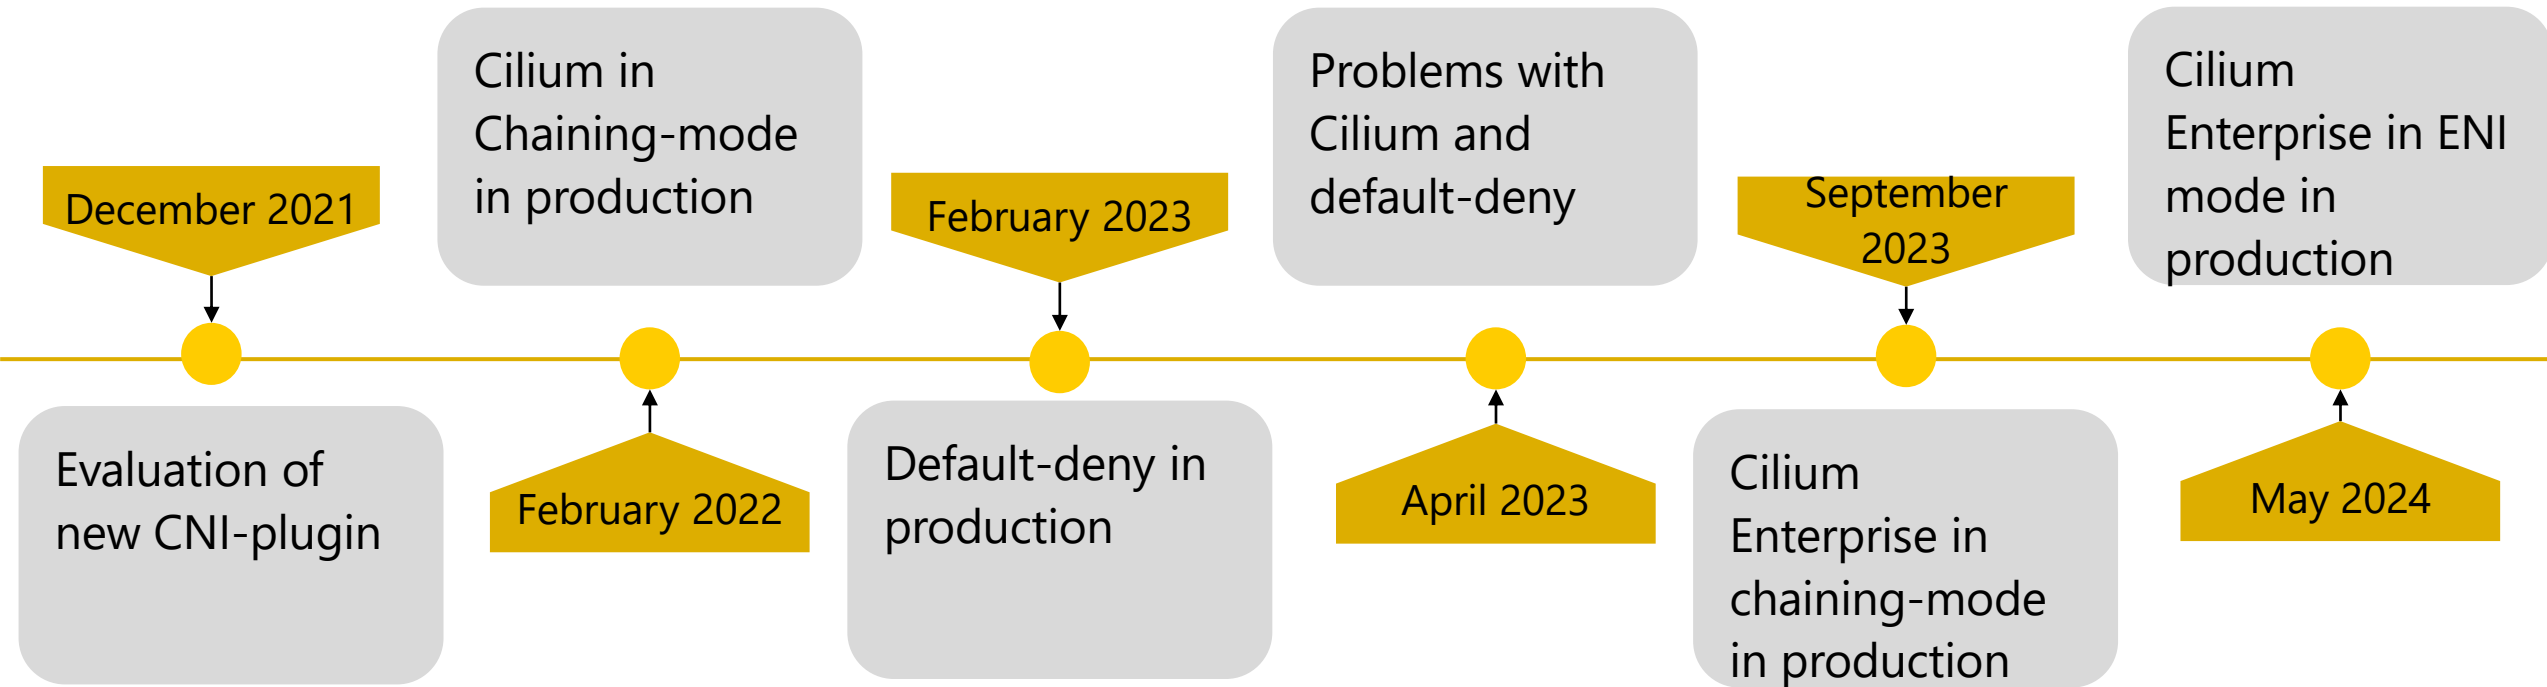 December 2021
Evaluation of
new CNI-plugin
Cilium in
Chaining-mode
in production
February 2022
February 2023
Default-deny in
production
Problems with
Cilium and
default-deny
April 2023
September
2023
Cilium
Enterprise in
chaining-mode
in production
Cilium
Enterprise in ENI
mode in
production
May 2024